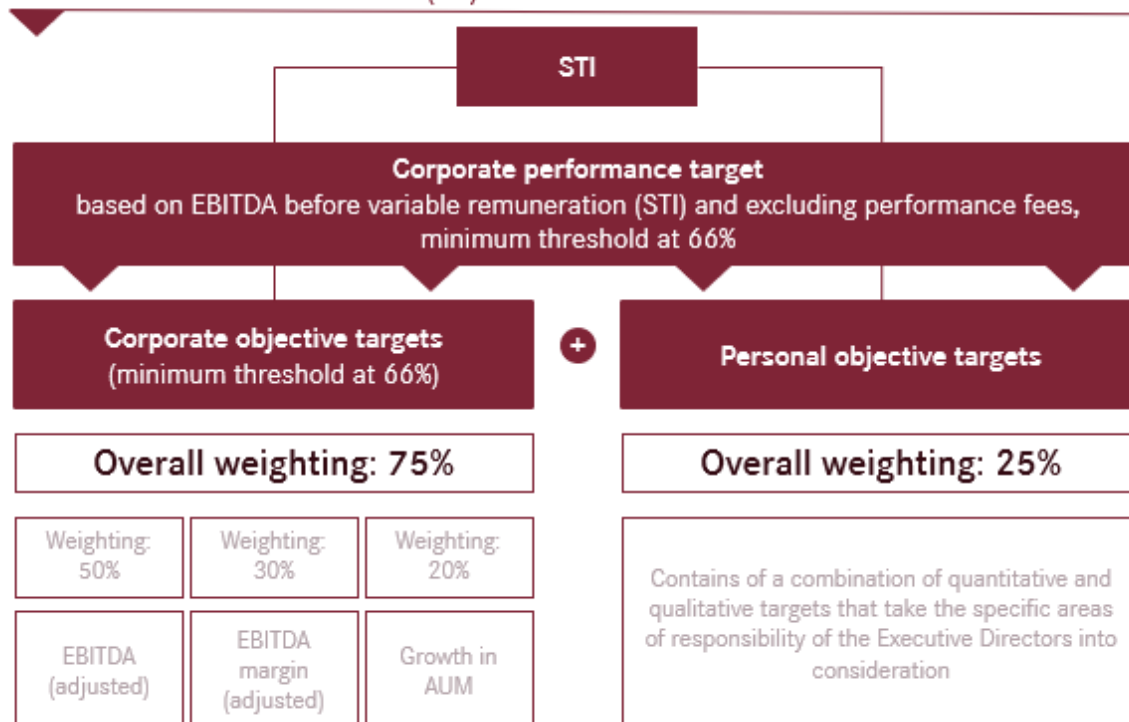 STI
Corporate performance target
based on EBITDA before variable remuneration (STI) and excluding performance fees,
minimum threshold at 66%
Corporate objective targets
(minimum threshold at 66%)
+
Personal objective targets
Overall weighting: 75%
Overall weighting: 25%
Weighting:
50%
Weighting:
30%
Weighting:
20%
EBITDA
(adjusted)
EBITDA
margin
(adjusted)
Growth in
AUM
Contains of a combination of quantitative and
qualitative targets that take the specific areas
of responsibility of the Executive Directors into
consideration